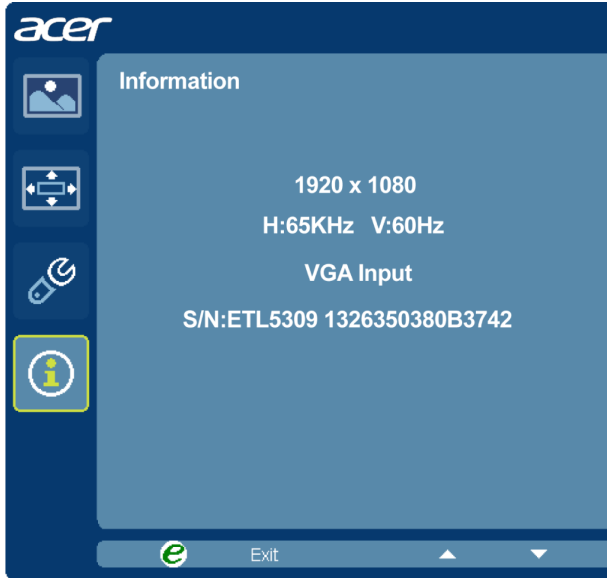 acer
Information
1920 x 1080
H:65KHz V:60Hz
VGA Input
S/N:ETL5309 1326350380B3742
e Exit